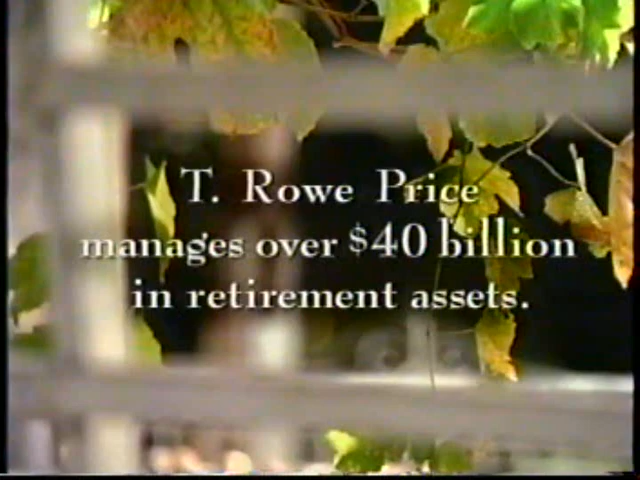 T. Rowe Price
manages over $40 billion
in retirement assets.